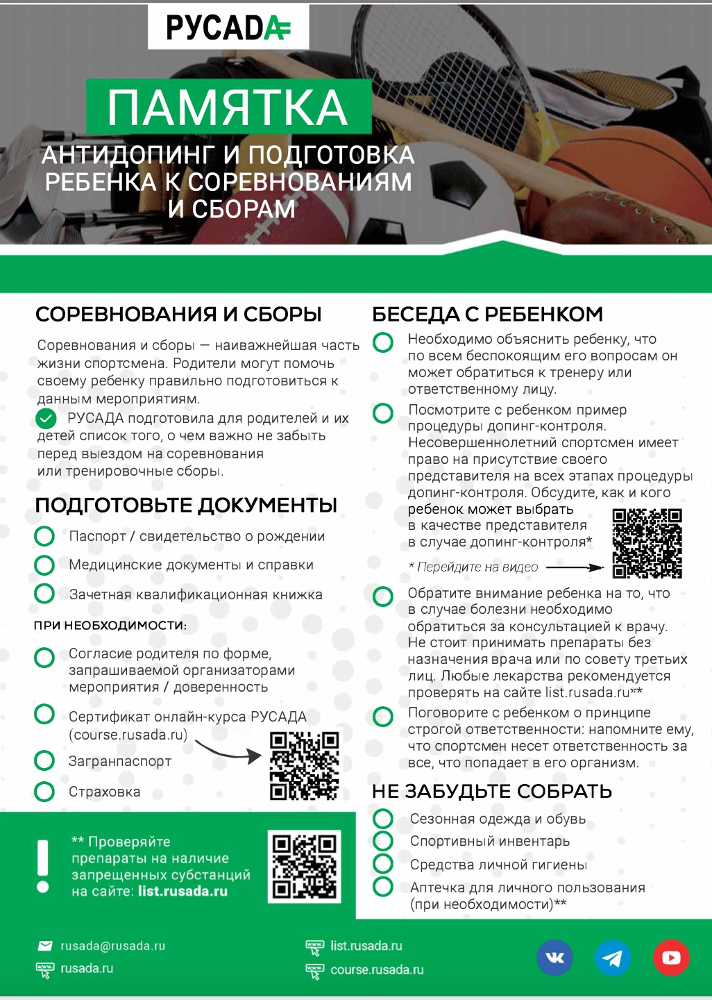 РУСАДА
ПАМЯТКА
АНТИДОПИНГ И ПОДГОТОВКА
РЕБЕНКА К СОРЕВНОВАНИЯМ
И СБОРАМ
СОРЕВНОВАНИЯ И СБОРЫ
Соревнования и сборы — наиважнейшая часть
жизни спортсмена. Родители могут помочь
своему ребенку правильно подготовиться к
данным мероприятиям.
РУСАДА подготовила для родителей и их
детей список того, о чем важно не забыть
перед выездом на соревнования
или тренировочные сборы.
ПОДГОТОВЬТЕ ДОКУМЕНТЫ
Паспорт / свидетельство о рождении
Медицинские документы и справки
Зачетная квалификационная книжка
ПРИ НЕОБХОДИМОСТИ:
Согласие родителя по форме,
запрашиваемой организаторами
мероприятия / доверенность
Сертификат онлайн-курса РУСАДА
(course.rusada.ru)
Загранпаспорт
Страховка
** Проверяйте
препараты на наличие
запрещенных субстанций
на сайте: list.rusada.ru
БЕСЕДА С РЕБЕНКОМ
Необходимо объяснить ребенку, что
по всем беспокоящим его вопросам он
может обратиться к тренеру или
ответственному лицу.
Посмотрите с ребенком пример
процедуры допинг-контроля.
Несовершеннолетний спортсмен имеет
право на присутствие своего
представителя на всех этапах процедуры
допинг-контроля. Обсудите, как и кого
ребенок может выбрать
в качестве представителя
в случае допинг-контроля*
* Перейдите на видео
Обратите внимание ребенка на то, что
в случае болезни необходимо
обратиться за консультацией к врачу.
Не стоит принимать препараты без
назначения врача или по совету третьих
лиц. Любые лекарства рекомендуется
проверять на сайте list.rusada.ru**
Поговорите с ребенком о принципе
строгой ответственности: напомните ему,
что спортсмен несет ответственность за
все, что попадает в его организм.
НЕ ЗАБУДЬТЕ СОБРАТЬ
Сезонная одежда и обувь
Спортивный инвентарь
Средства личной гигиены
Аптечка для личного пользования
(при необходимости)**
rusada@rusada.ru
www. rusada.ru
www. list.rusada.ru
www. course.rusada.ru